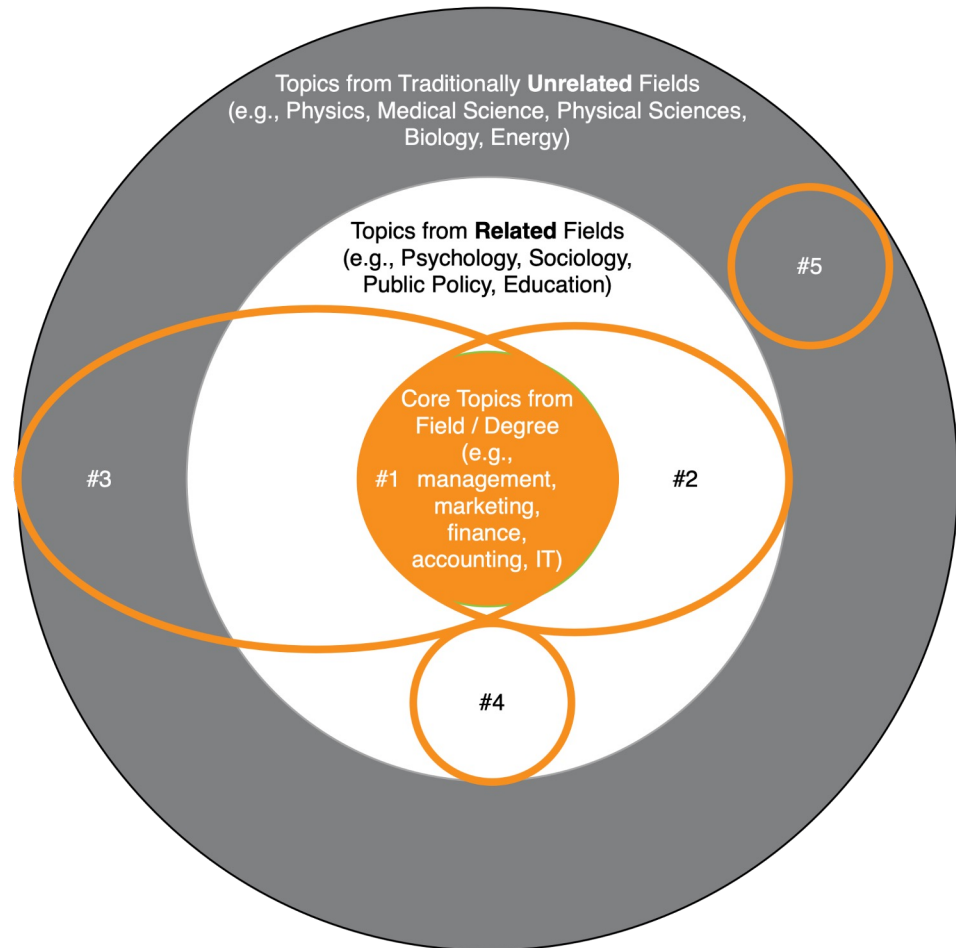 Topics from Traditionally Unrelated Fields
(e.g., Physics, Medical Science, Physical Sciences,
Biology, Energy)
Topics from Related Fields
(e.g., Psychology, Sociology,
Public Policy, Education)
#5
Core Topics from
Field / Degree
(e.g.,
management,
marketing,
finance,
accounting, IT)
#3
#1
#2
#4